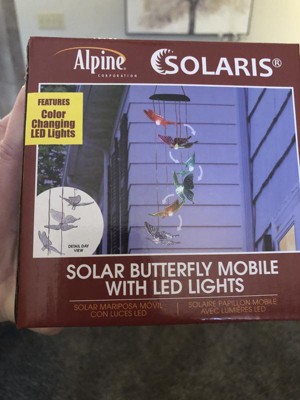 Alpine
CORPORATION
SOLARIS®
FEATURES
Color
Changing
LED Lights
DETAIL DAY
VIEW
SOLAR BUTTERFLY MOBILE
WITH LED LIGHTS
SOLAR MARIPOSA MÓVIL
CON LUCES LED
SOLAIRE PAPILLON MOBILE
AVEC LUMIÈRES LED